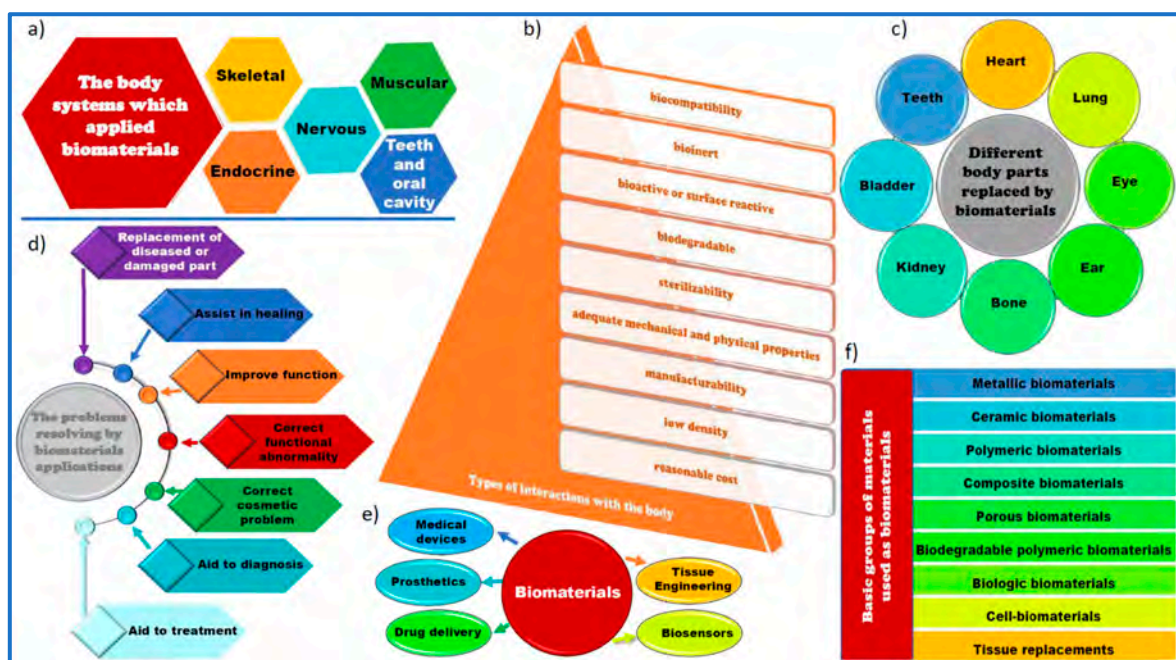 a)
The body
systems which
applied
biomaterials
Skeletal
Endocrine
Nervous
Muscular
Teeth
and oral
cavity
b)
biocompatibility
bioinert
bioactive or surface reactive
biodegradable
sterilizability
adequate mechanical and physical properties
manufacturability
low density
reasonable cost
Types of interactions with the body
c)
Different
body parts
replaced by
biomaterials
Heart
Lung
Eye
Ear
Bone
Kidney
Bladder
Teeth
d)
The problems
resolving by
biomaterials
applications
Replacement of
diseased or
damaged part
Assist in healing
Improve function
Correct
functional
abnormality
Correct
cosmetic
problem
Aid to diagnosis
Aid to treatment
e)
Biomaterials
Medical
devices
Prosthetics
Drug delivery
Tissue
Engineering
Biosensors
f)
Basic groups of materials
used as biomaterials
Metallic biomaterials
Ceramic biomaterials
Polymeric biomaterials
Composite biomaterials
Porous biomaterials
Biodegradable polymeric biomaterials
Biologic biomaterials
Cell-biomaterials
Tissue replacements